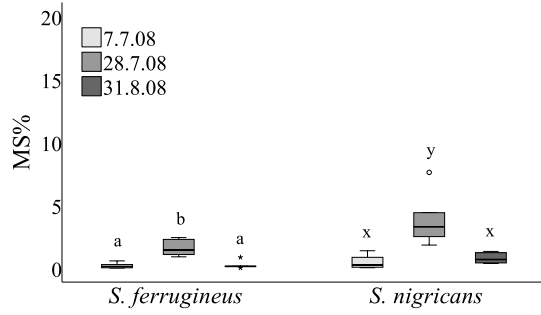 20
15
10
5
0
MS%
7.7.08
28.7.08
31.8.08
a
b
a
x
y
x
S. ferrugineus
S. nigricans